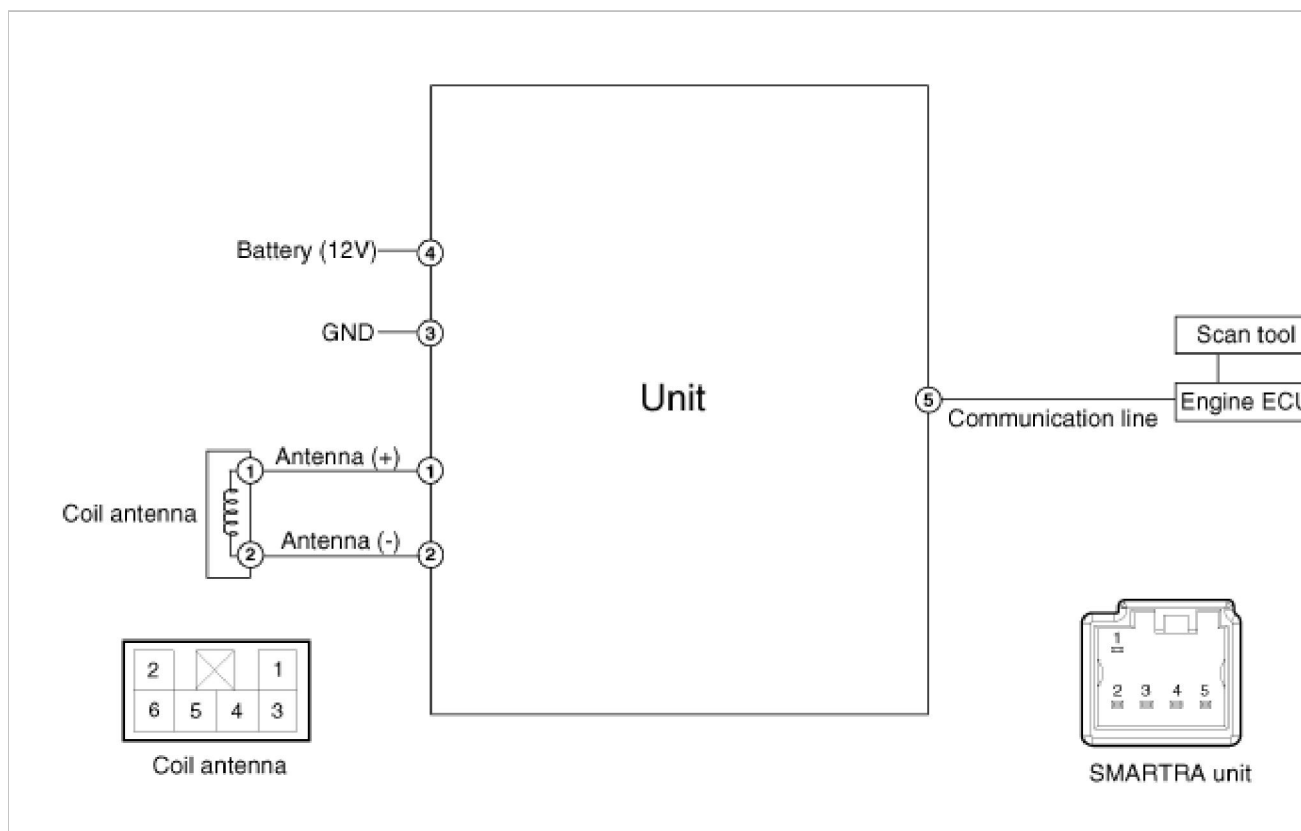 Battery (12V)
4
GND
3
Unit
Scan tool
5
Communication line
Engine ECU
Antenna (+)
1
1
Coil antenna
Antenna (-)
2
2
2
1
6
5
4
3
Coil antenna
1
2
3
4
5
SMARTRA unit